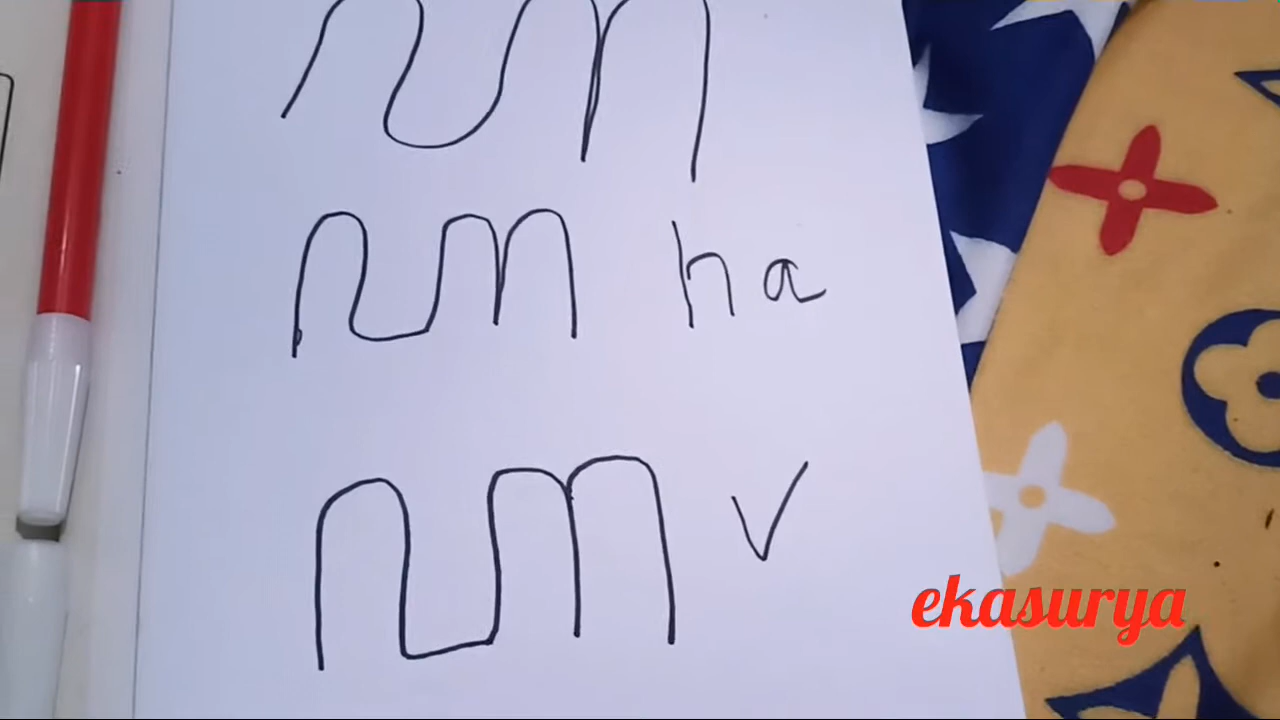 ꦲ
ꦲ ha
ꦲ ✓
ekasurya